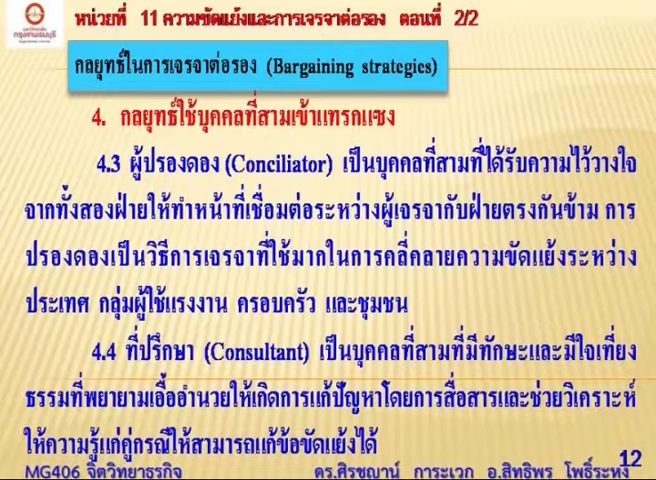 หน่วยที่ 11 ความขัดแย้งและการเจรจาต่อรอง ตอนที่ 2/2
กรุงเทพธนบุรี
กลยุทธ์ในการเจรจาต่อรอง (Bargaining strategies)
4. กลยุทธ์ใช้บุคคลที่สามเข้าแทรกแซง
4.3 ผู้ปรองดอง (Conciliator) เป็นบุคคลที่สามที่ได้รับความไว้วางใจ
จากทั้งสองฝ่ายให้ทำหน้าที่เชื่อมต่อระหว่างผู้เจรจากับฝ่ายตรงกันข้าม การ
ปรองดองเป็นวิธีการเจรจาที่ใช้มากในการคลี่คลายความขัดแย้งระหว่าง
ประเทศ กลุ่มผู้ใช้แรงงาน ครอบครัว และชุมชน
4.4 ที่ปรึกษา (Consultant) เป็นบุคคลที่สามที่มีทักษะและมีใจเที่ยง
ธรรมที่พยายามเอื้ออำนวยให้เกิดการแก้ปัญหาโดยการสื่อสารและช่วยวิเคราะห์
ให้ความรู้แก่คู่กรณีให้สามารถแก้ข้อขัดแย้งได้
12
MG406 จิตวิทยาธุรกิจ ดร.ศิรชญาน์ การะเวก อ.สิทธิพร โพธิ์ระหง